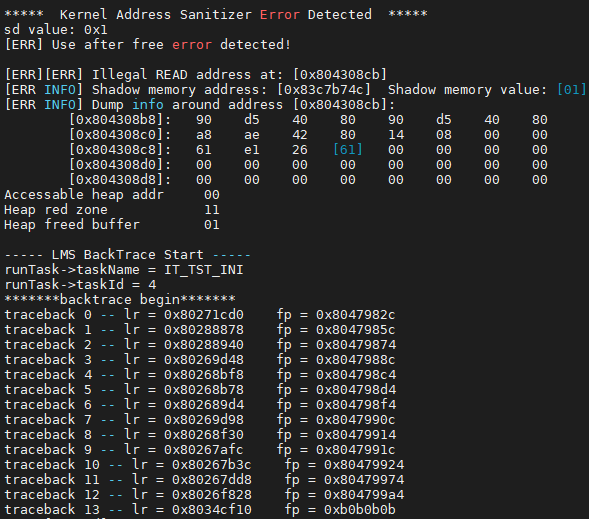 *****  Kernel Address Sanitizer Error Detected  *****
sd value: 0x1
[ERR] Use after free error detected!
[ERR][ERR] Illegal READ address at: [0x804308cb]
[ERR INFO] Shadow memory address: [0x83c7b74c]  Shadow memory value: [01]
[ERR INFO] Dump info around address [0x804308cb]:
[0x804308b8]:   90    d5    40    80    90    d5    40    80
[0x804308c0]:   a8    ae    42    80    14    08    00    00
[0x804308c8]:   61    e1    26   [61]   00    00    00    00
[0x804308d0]:   00    00    00    00    00    00    00    00
[0x804308d8]:   00    00    00    00    00    00    00    00
Accessable heap addr     00
Heap red zone            11
Heap freed buffer        01
----- LMS BackTrace Start -----
runTask->taskName = IT_TST_INI
runTask->taskId = 4
*******backtrace begin*******
traceback 0 -- lr = 0x80271cd0    fp = 0x8047982c
traceback 1 -- lr = 0x80288878    fp = 0x8047985c
traceback 2 -- lr = 0x80288940    fp = 0x80479874
traceback 3 -- lr = 0x80269d48    fp = 0x8047988c
traceback 4 -- lr = 0x80268bf8    fp = 0x804798c4
traceback 5 -- lr = 0x80268b78    fp = 0x804798d4
traceback 6 -- lr = 0x802689d4    fp = 0x804798f4
traceback 7 -- lr = 0x80269d98    fp = 0x8047990c
traceback 8 -- lr = 0x80268f30    fp = 0x80479914
traceback 9 -- lr = 0x80267afc    fp = 0x8047991c
traceback 10 -- lr = 0x80267b3c    fp = 0x80479924
traceback 11 -- lr = 0x80267dd8    fp = 0x80479974
traceback 12 -- lr = 0x8026f828    fp = 0x804799a4
traceback 13 -- lr = 0x8034cf10    fp = 0xb0b0b0b